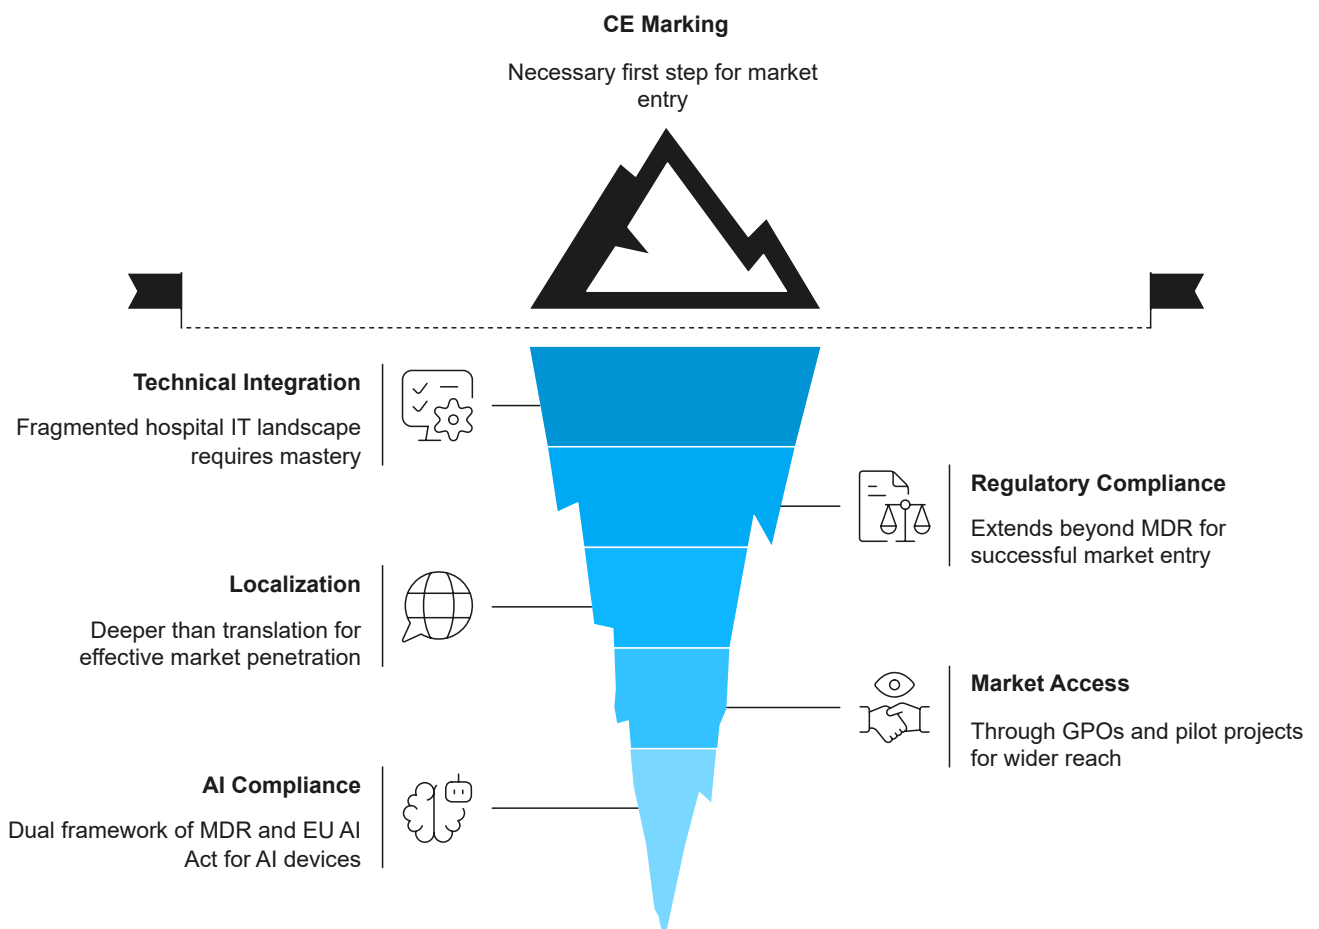 CE Marking
Necessary first step for market
entry
Technical Integration
Fragmented hospital IT landscape
requires mastery
Regulatory Compliance
Extends beyond MDR for
successful market entry
Localization
Deeper than translation for
effective market penetration
Market Access
Through GPOs and pilot projects
for wider reach
AI Compliance
Dual framework of MDR and EU AI
Act for AI devices